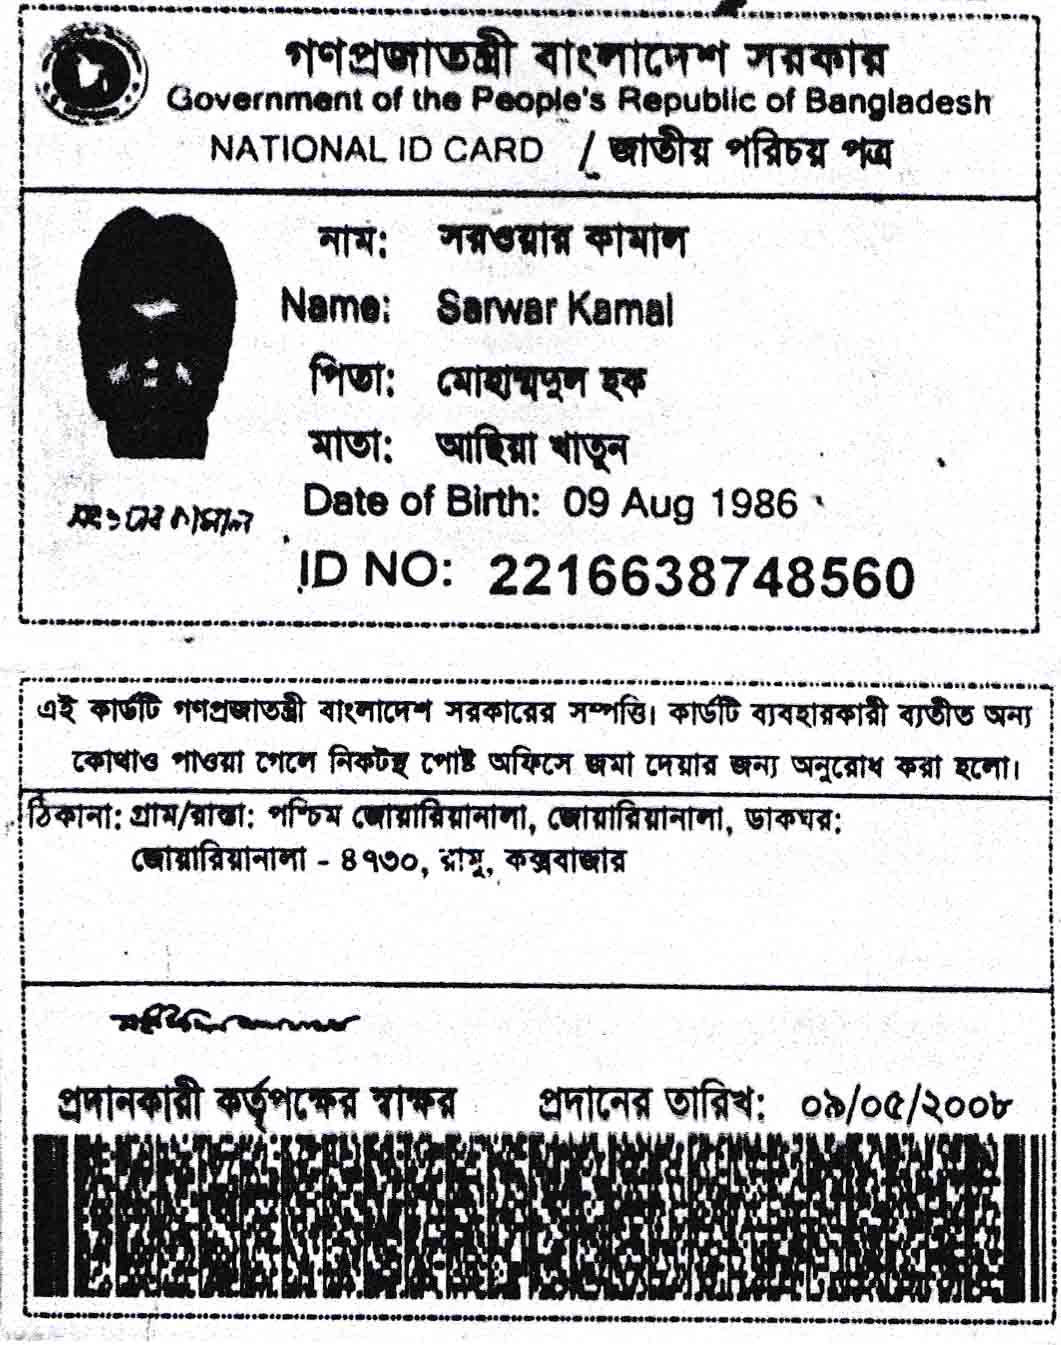 গণপ্রজাতন্ত্রী বাংলাদেশ সরকার
Government of the People's Republic of Bangladesh
NATIONAL ID CARD / জাতীয় পরিচয় পত্র
নাম: সরওয়ার কামাল
Name: Sarwar Kamal
পিতা: মোহাম্মদুল হক
মাতা: আছিয়া খাতুন
Date of Birth: 09 Aug 1986
ID NO: 2216638748560
এই কার্ডটি গণপ্রজাতন্ত্রী বাংলাদেশ সরকারের সম্পত্তি। কার্ডটি ব্যবহারকারী ব্যতীত অন্য
কোথাও পাওয়া গেলে নিকটস্থ পোষ্ট অফিসে জমা দেয়ার জন্য অনুরোধ করা হলো।
ঠিকানা: গ্রাম/রাস্তা: পশ্চিম জোয়ারিয়ানালা, জোয়ারিয়ানালা, ডাকঘর:
জোয়ারিয়ানালা - ৪৭৩০, রামু, কক্সবাজার
প্রদানকারী কর্তৃপক্ষের স্বাক্ষর প্রদানের তারিখ: ০৯/০৫/২০০৮